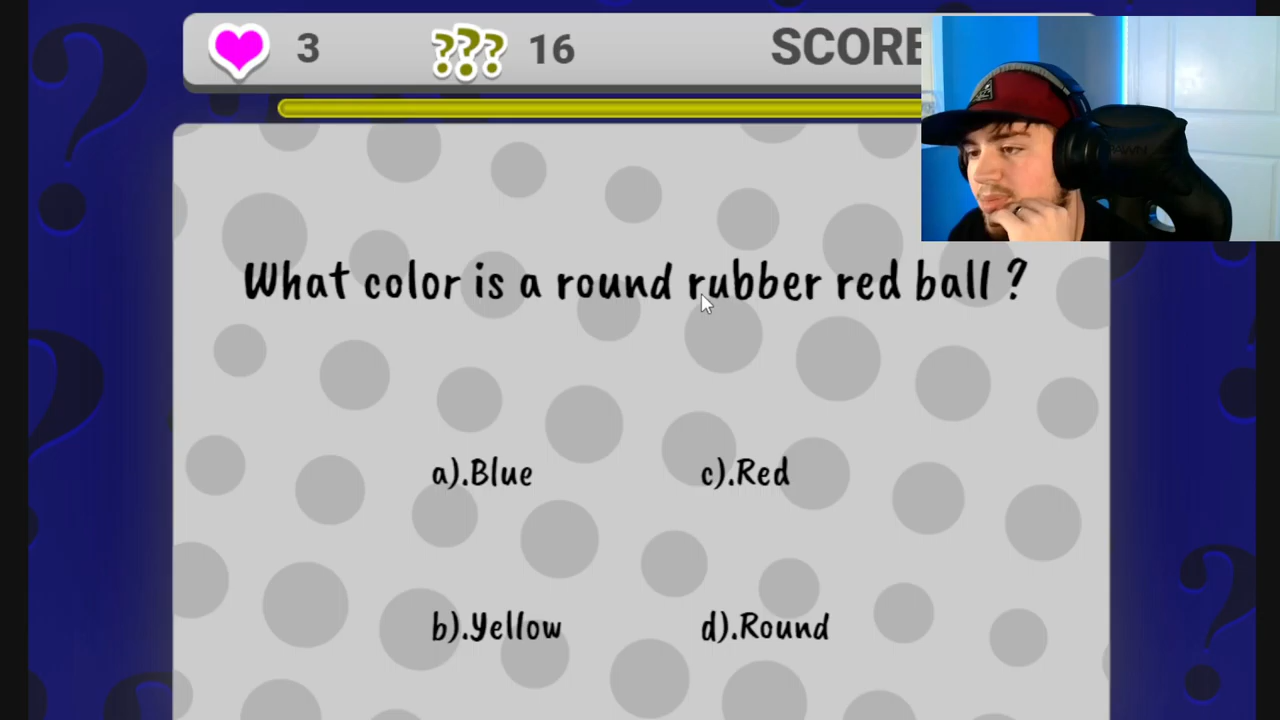 3 ??? 16 SCORE
What color is a round rubber red ball ?
a).Blue c).Red
b).Yellow d).Round